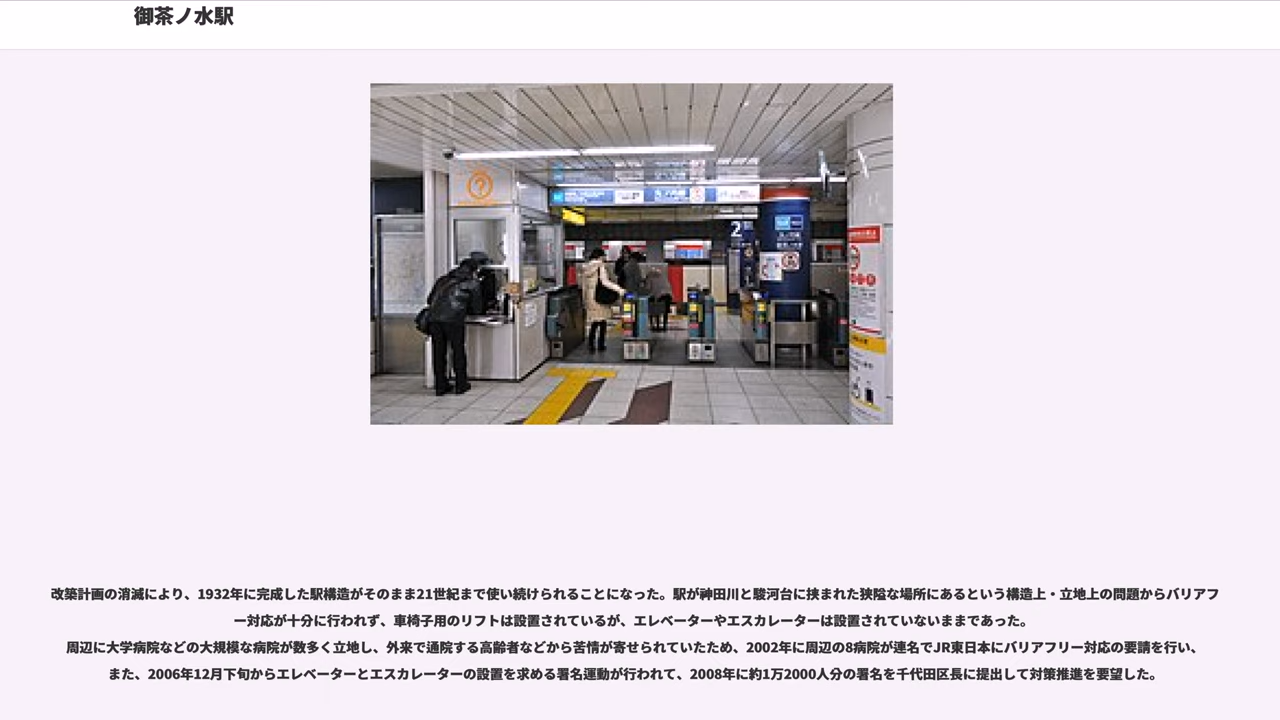 御茶ノ水駅
?
2
改築計画の消滅により、1932年に完成した駅構造がそのまま21世紀まで使い続けられることになった。駅が神田川と駿河台に挟まれた狭隘な場所にあるという構造上・立地上の問題からバリアフ
ー対応が十分に行われず、車椅子用のリフトは設置されているが、エレベーターやエスカレーターは設置されていないままであった。
周辺に大学病院などの大規模な病院が数多く立地し、外来で通院する高齢者などから苦情が寄せられていたため、2002年に周辺の8病院が連名でJR東日本にバリアフリー対応の要請を行い、
また、2006年12月下旬からエレベーターとエスカレーターの設置を求める署名運動が行われて、2008年に約1万2000人分の署名を千代田区長に提出して対策推進を要望した。